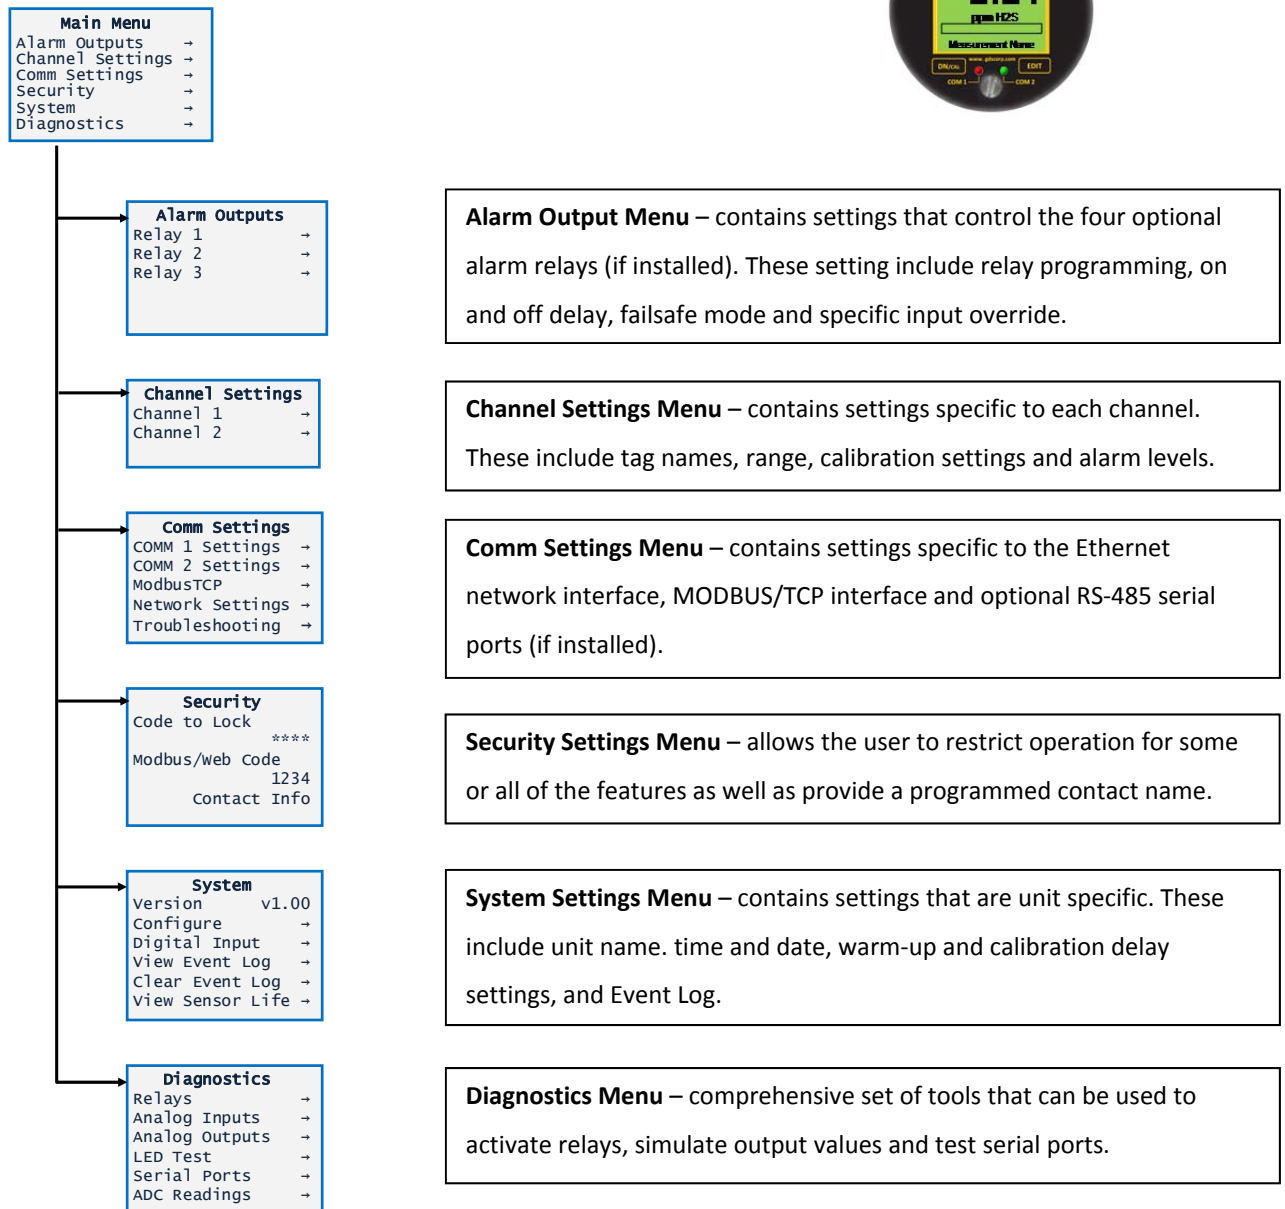 Main Menu
Alarm Outputs →
Channel Settings →
Comm Settings →
Security →
System →
Diagnostics →
ppm H2S
Measurement Name
DN/CAL
www.gdscorp.com
EDIT
COM 1
COM 2
Alarm Outputs
Relay 1 →
Relay 2 →
Relay 3 →
Alarm Output Menu – contains settings that control the four optional
alarm relays (if installed). These setting include relay programming, on
and off delay, failsafe mode and specific input override.
Channel Settings
Channel 1 →
Channel 2 →
Channel Settings Menu – contains settings specific to each channel.
These include tag names, range, calibration settings and alarm levels.
Comm Settings
COMM 1 Settings →
COMM 2 Settings →
ModbusTCP →
Network Settings →
Troubleshooting →
Comm Settings Menu – contains settings specific to the Ethernet
network interface, MODBUS/TCP interface and optional RS-485 serial
ports (if installed).
Security
Code to Lock
****
Modbus/Web Code
1234
Contact Info
Security Settings Menu – allows the user to restrict operation for some
or all of the features as well as provide a programmed contact name.
System
Version v1.00
Configure →
Digital Input →
View Event Log →
Clear Event Log →
View Sensor Life →
System Settings Menu – contains settings that are unit specific. These
include unit name. time and date, warm-up and calibration delay
settings, and Event Log.
Diagnostics
Relays →
Analog Inputs →
Analog Outputs →
LED Test →
Serial Ports →
ADC Readings →
Diagnostics Menu – comprehensive set of tools that can be used to
activate relays, simulate output values and test serial ports.